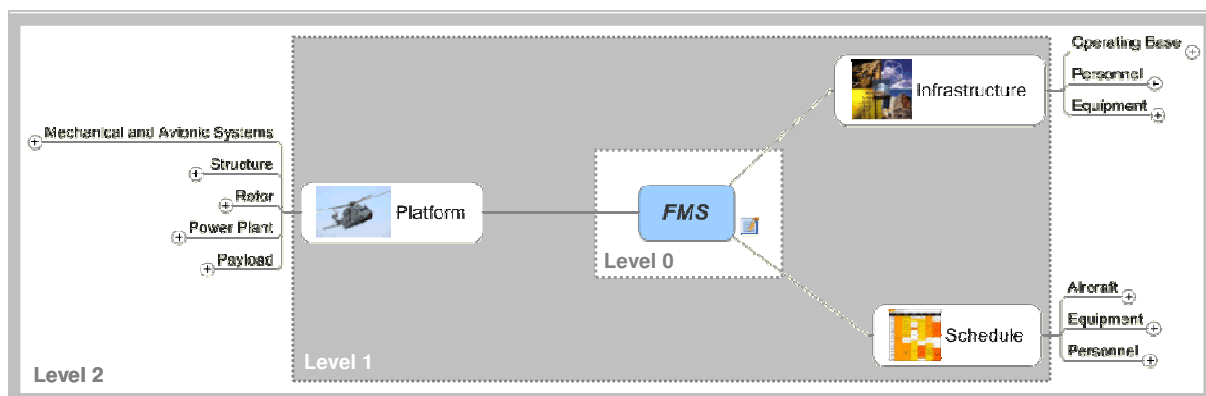 Mechanical and Avionic Systems
Structure
Rotor
Power Plant
Payload
Platform
FMS
Level 0
Infrastructure
Operating Base
Personnel
Equipment
Schedule
Aircraft
Equipment
Personnel
Level 1
Level 2